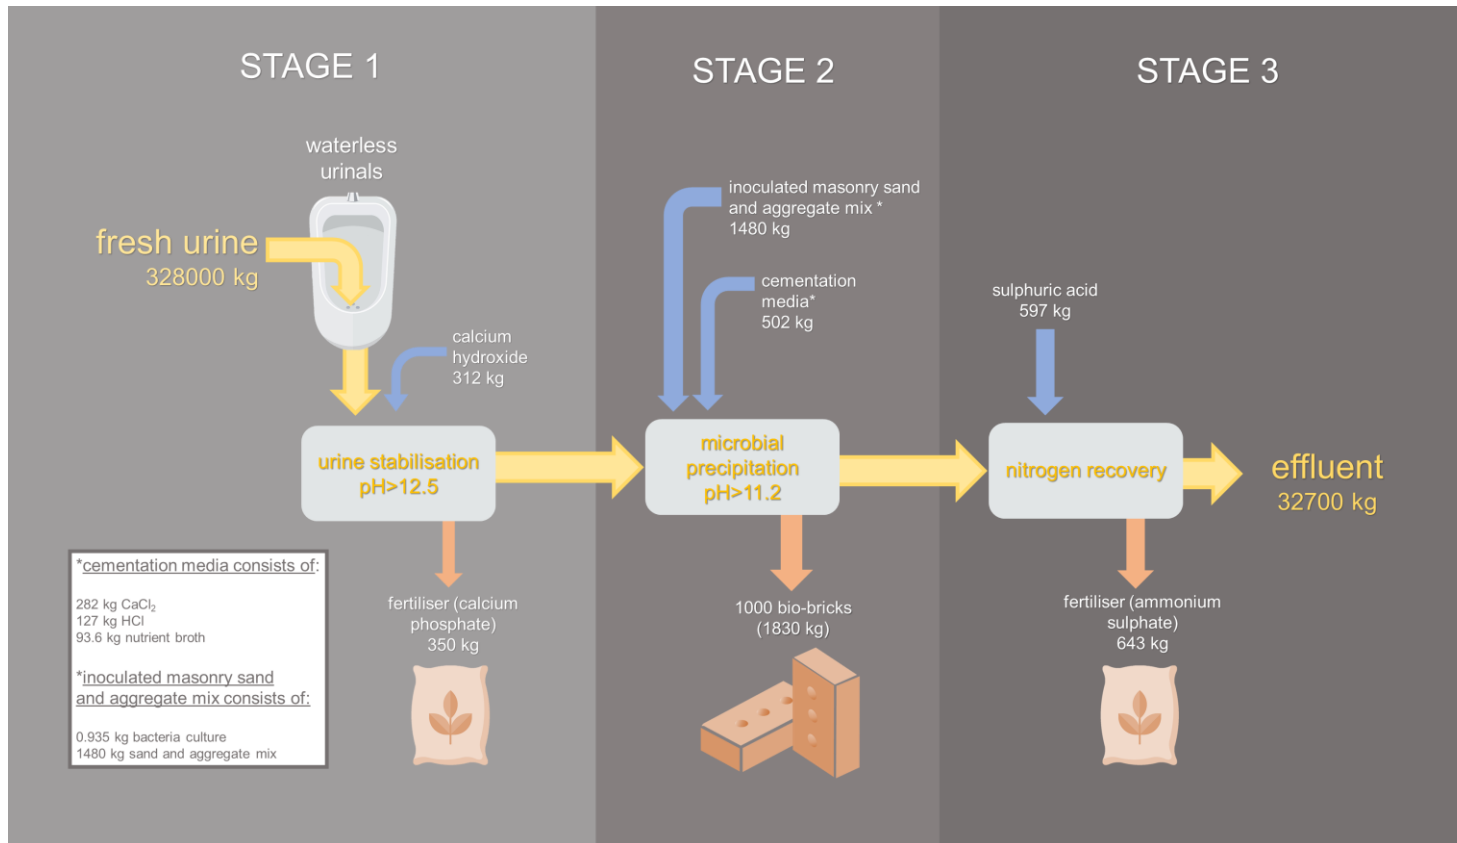 STAGE 1
STAGE 2
STAGE 3
waterless
urinals
fresh urine
328000 kg
calcium
hydroxide
312 kg
urine stabilisation
pH>12.5
fertiliser (calcium
phosphate)
350 kg
*cementation media consists of:
282 kg CaCl₂
127 kg HCl
93.6 kg nutrient broth
*inoculated masonry sand
and aggregate mix consists of:
0.935 kg bacteria culture
1480 kg sand and aggregate mix
inoculated masonry sand
and aggregate mix *
1480 kg
cementation
media*
502 kg
microbial
precipitation
pH>11.2
1000 bio-bricks
(1830 kg)
sulphuric acid
597 kg
nitrogen recovery
effluent
32700 kg
fertiliser (ammonium
sulphate)
643 kg